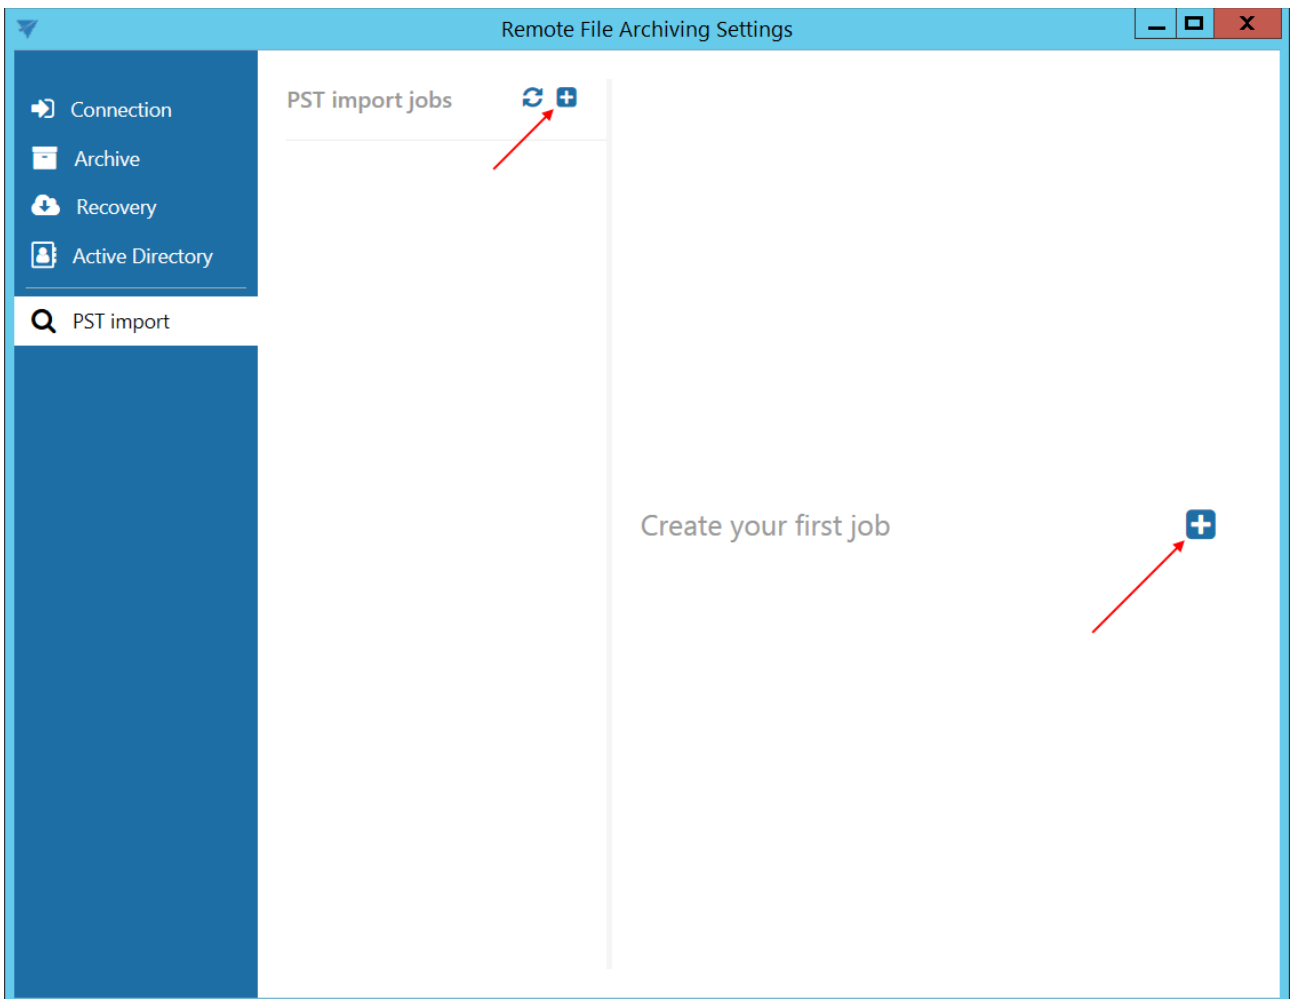 Remote File Archiving Settings
X
Connection
Archive
Recovery
Active Directory
PST import
PST import jobs
Create your first job